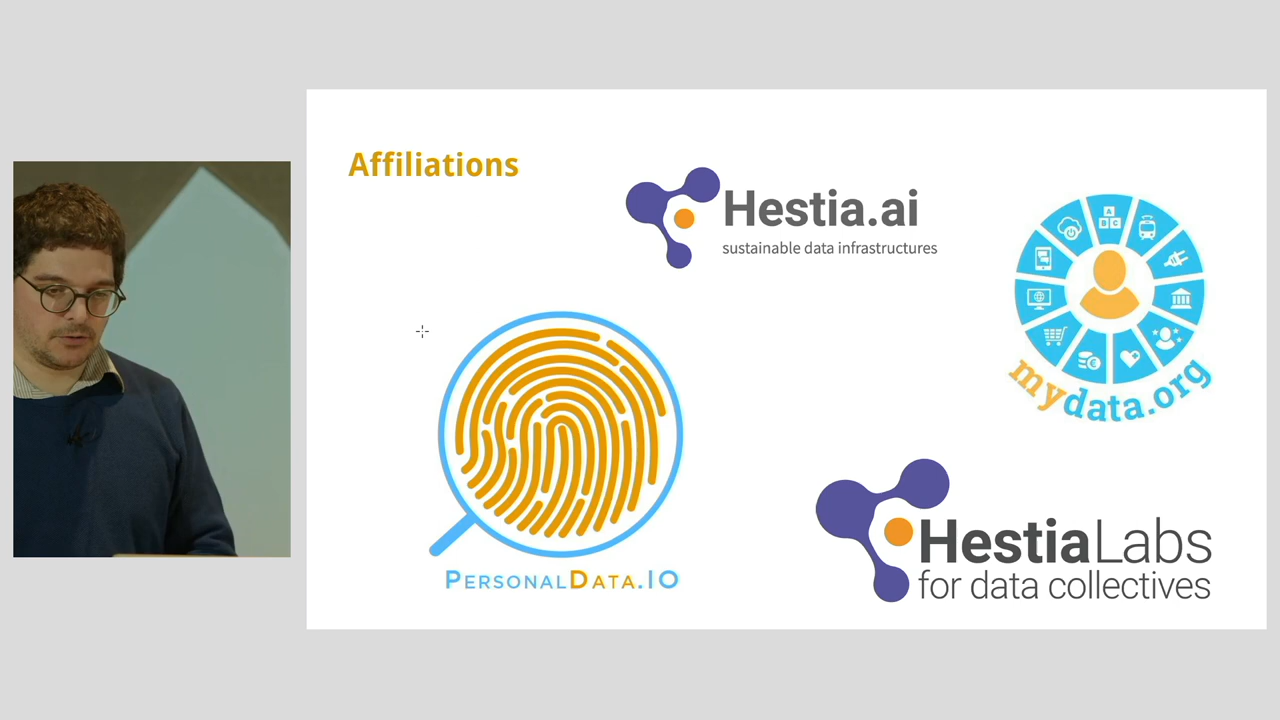 Affiliations
Hestia.ai
sustainable data infrastructures
A
B C
mydata.org
PERSONALDATA.IO
HestiaLabs
for data collectives